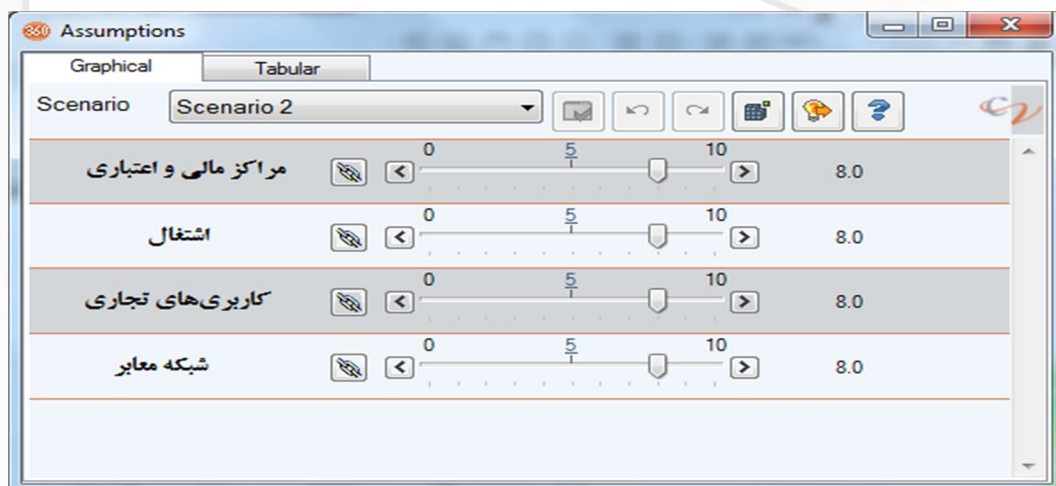 360 Assumptions
Graphical Tabular
Scenario Scenario 2
مراکز مالی و اعتباری 0 5 10 8.0
اشتغال 0 5 10 8.0
کاربری‌های تجاری 0 5 10 8.0
شبکه معابر 0 5 10 8.0